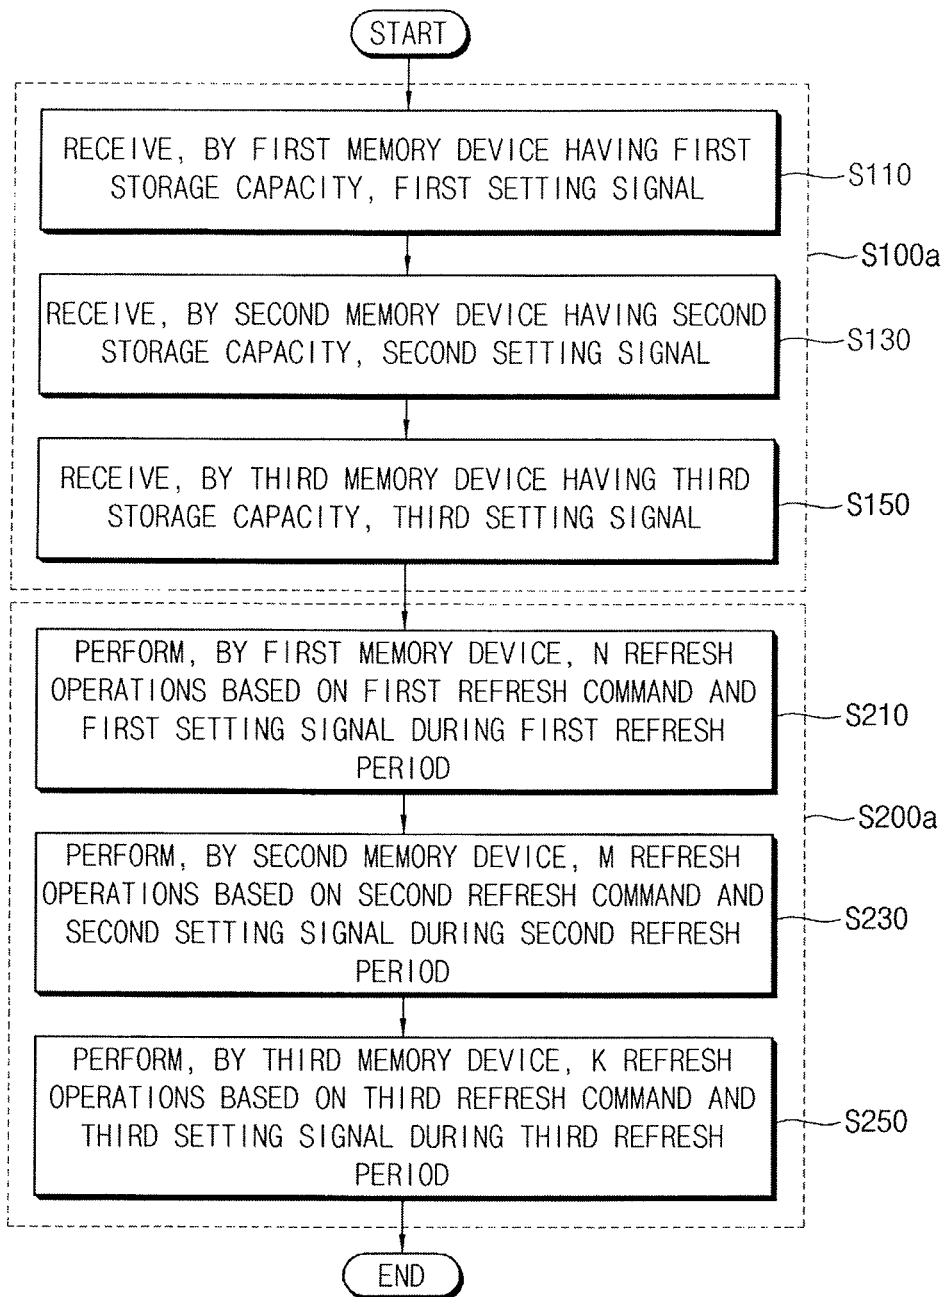 START
RECEIVE, BY FIRST MEMORY DEVICE HAVING FIRST
STORAGE CAPACITY, FIRST SETTING SIGNAL
S110
S100a
RECEIVE, BY SECOND MEMORY DEVICE HAVING SECOND
STORAGE CAPACITY, SECOND SETTING SIGNAL
S130
RECEIVE, BY THIRD MEMORY DEVICE HAVING THIRD
STORAGE CAPACITY, THIRD SETTING SIGNAL
S150
PERFORM, BY FIRST MEMORY DEVICE, N REFRESH
OPERATIONS BASED ON FIRST REFRESH COMMAND AND
FIRST SETTING SIGNAL DURING FIRST REFRESH
PERIOD
S210
S200a
PERFORM, BY SECOND MEMORY DEVICE, M REFRESH
OPERATIONS BASED ON SECOND REFRESH COMMAND AND
SECOND SETTING SIGNAL DURING SECOND REFRESH
PERIOD
S230
PERFORM, BY THIRD MEMORY DEVICE, K REFRESH
OPERATIONS BASED ON THIRD REFRESH COMMAND AND
THIRD SETTING SIGNAL DURING THIRD REFRESH
PERIOD
S250
END